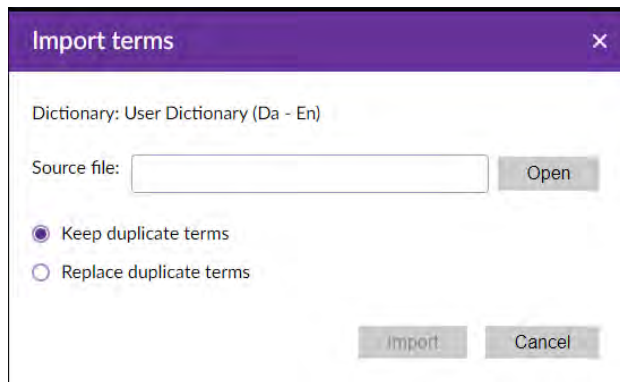 Import terms
Dictionary: User Dictionary (Da - En)
Source file:
Open
Keep duplicate terms
Replace duplicate terms
Import
Cancel